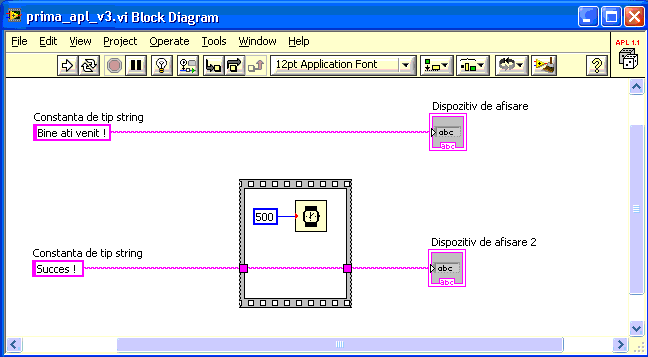 prima_apl_v3.vi Block Diagram
File Edit View Project Operate Tools Window Help
APL 1.1
12pt Application Font
?
Dispozitiv de afisare
Constanta de tip string
Bine ati venit !
abc
abc
500
Dispozitiv de afisare 2
Constanta de tip string
Succes !
abc
abc